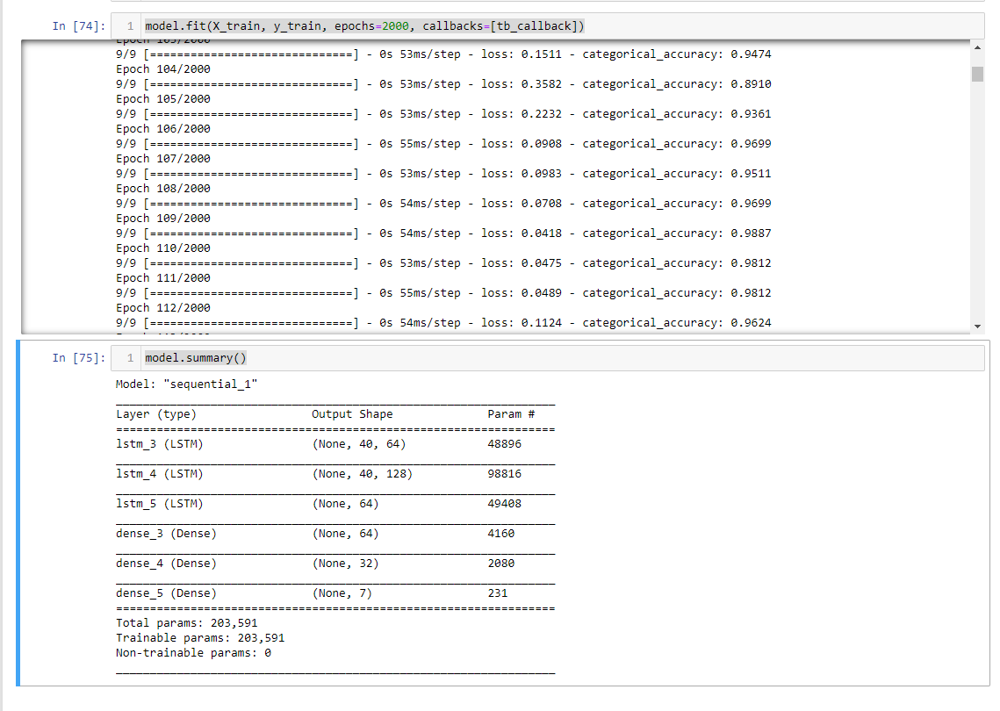 In [74]: 1 model.fit(X_train, y_train, epochs=2000, callbacks=[tb_callback])
Epoch 103/2000
9/9 [==============================] - 0s 53ms/step - loss: 0.1511 - categorical_accuracy: 0.9474
Epoch 104/2000
9/9 [==============================] - 0s 53ms/step - loss: 0.3582 - categorical_accuracy: 0.8910
Epoch 105/2000
9/9 [==============================] - 0s 53ms/step - loss: 0.2232 - categorical_accuracy: 0.9361
Epoch 106/2000
9/9 [==============================] - 0s 55ms/step - loss: 0.0908 - categorical_accuracy: 0.9699
Epoch 107/2000
9/9 [==============================] - 0s 53ms/step - loss: 0.0983 - categorical_accuracy: 0.9511
Epoch 108/2000
9/9 [==============================] - 0s 54ms/step - loss: 0.0708 - categorical_accuracy: 0.9699
Epoch 109/2000
9/9 [==============================] - 0s 54ms/step - loss: 0.0418 - categorical_accuracy: 0.9887
Epoch 110/2000
9/9 [==============================] - 0s 53ms/step - loss: 0.0475 - categorical_accuracy: 0.9812
Epoch 111/2000
9/9 [==============================] - 0s 55ms/step - loss: 0.0489 - categorical_accuracy: 0.9812
Epoch 112/2000
9/9 [==============================] - 0s 54ms/step - loss: 0.1124 - categorical_accuracy: 0.9624
In [75]: 1 model.summary()
Model: "sequential_1"
_________________________________________________________________
Layer (type)                 Output Shape              Param #
=================================================================
lstm_3 (LSTM)                (None, 40, 64)            48896
_________________________________________________________________
lstm_4 (LSTM)                (None, 40, 128)           98816
_________________________________________________________________
lstm_5 (LSTM)                (None, 64)                49408
_________________________________________________________________
dense_3 (Dense)              (None, 64)                4160
_________________________________________________________________
dense_4 (Dense)              (None, 32)                2080
_________________________________________________________________
dense_5 (Dense)              (None, 7)                 231
=================================================================
Total params: 203,591
Trainable params: 203,591
Non-trainable params: 0
_________________________________________________________________